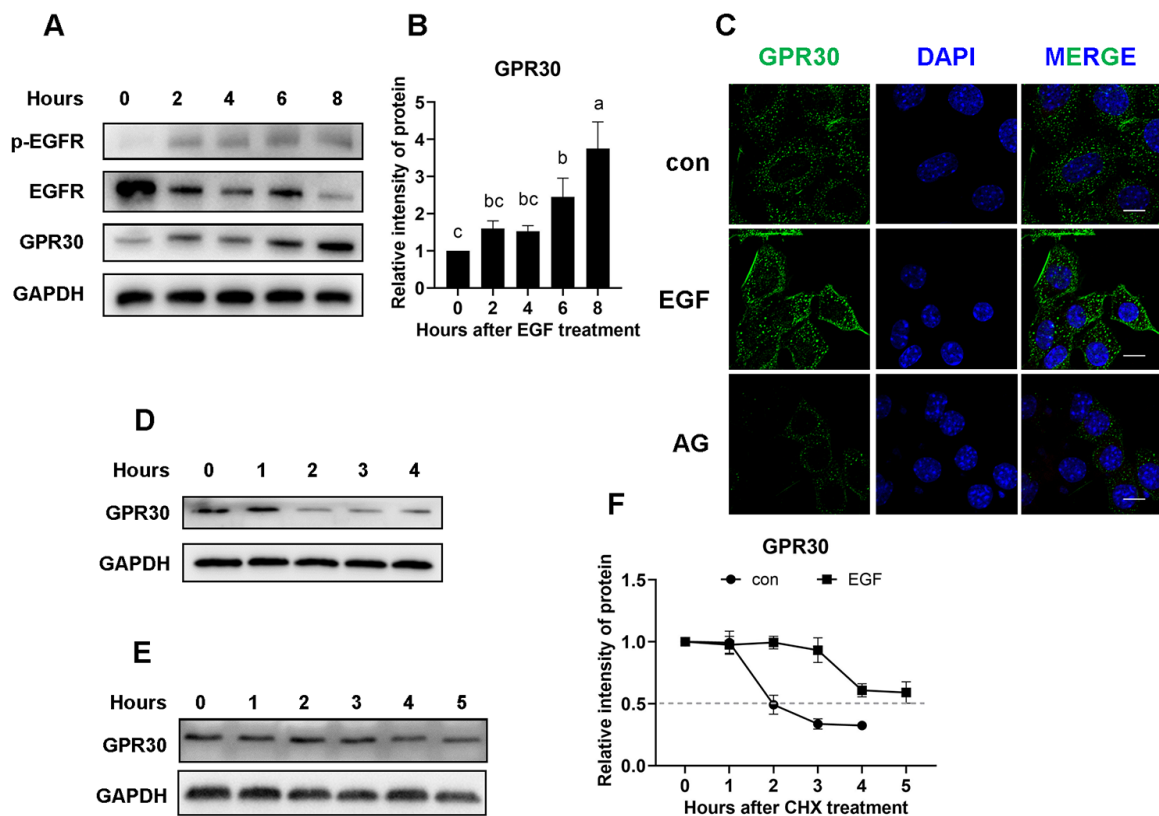 A
Hours 0 2 4 6 8
p-EGFR
EGFR
GPR30
GAPDH
B
GPR30
Relative intensity of protein
5
4
3
2
1
0
c
bc
bc
b
a
0 2 4 6 8
Hours after EGF treatment
C
GPR30 DAPI MERGE
con
EGF
AG
D
Hours 0 1 2 3 4
GPR30
GAPDH
E
Hours 0 1 2 3 4 5
GPR30
GAPDH
F
GPR30
con EGF
Relative intensity of protein
1.5
1.0
0.5
0.0
0 1 2 3 4 5
Hours after CHX treatment